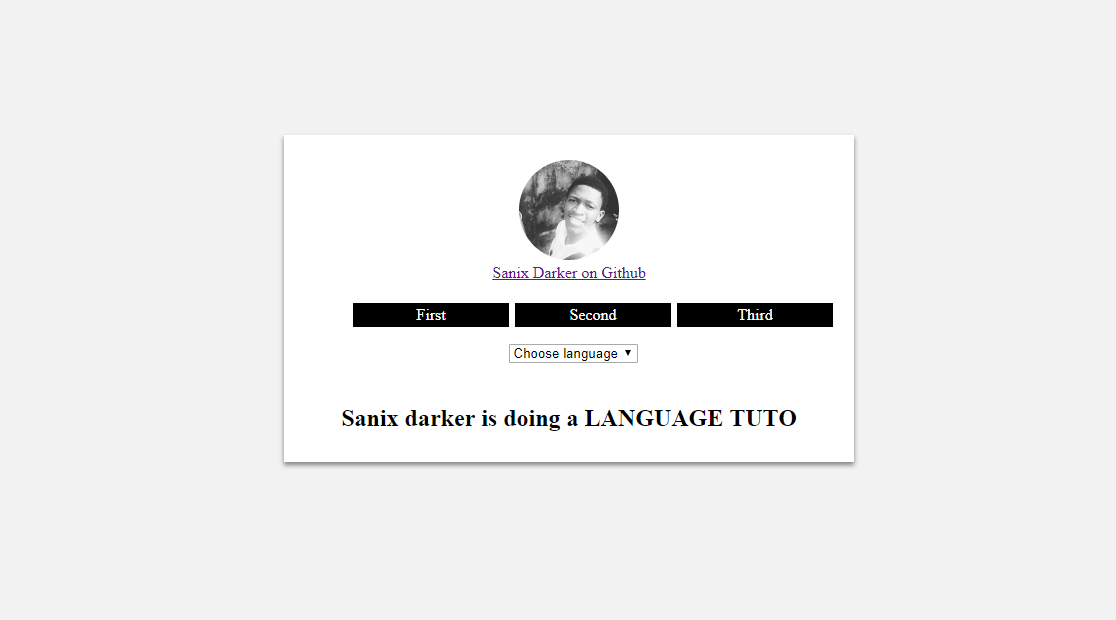 Sanix Darker on Github
First Second Third
Choose language
Sanix darker is doing a LANGUAGE TUTO